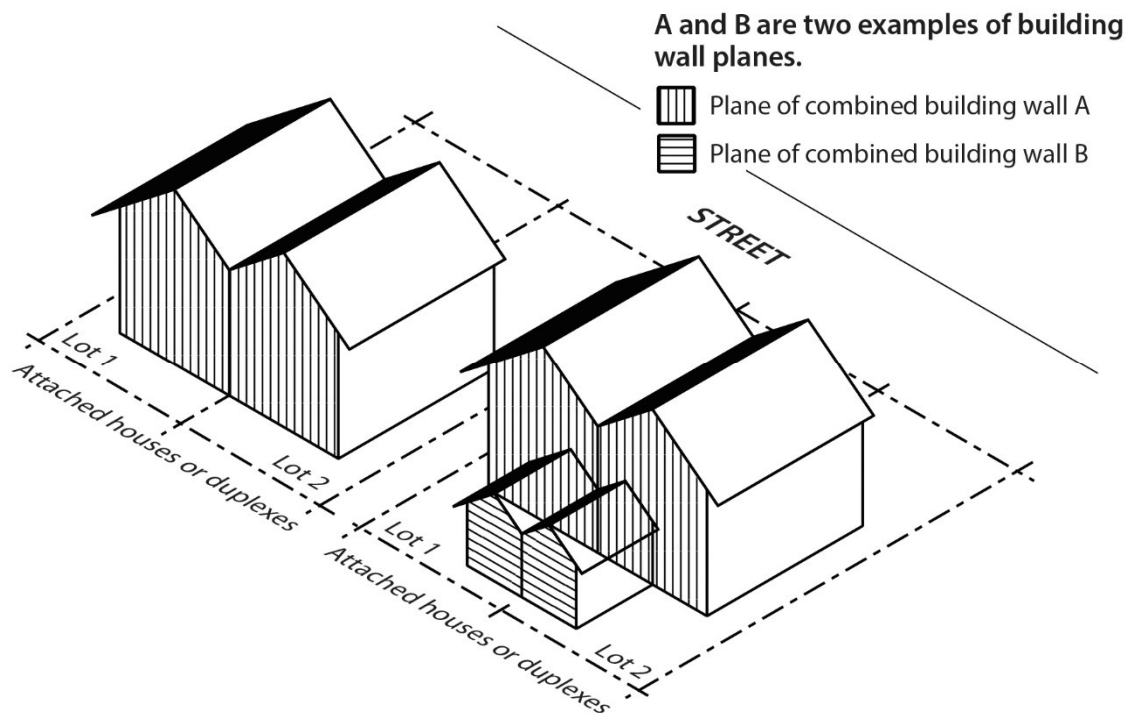 A and B are two examples of building
wall planes.
Plane of combined building wall A
Plane of combined building wall B
STREET
Lot 1
Lot 2
Attached houses or duplexes
Lot 1
Lot 2
Attached houses or duplexes